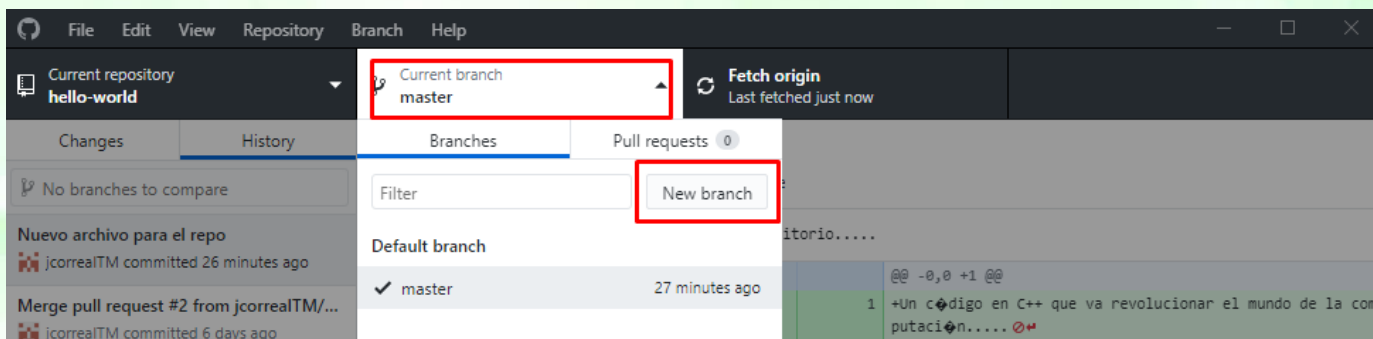 File Edit View Repository Branch Help
Current repository
hello-world
Current branch
master
Fetch origin
Last fetched just now
Changes History
No branches to compare
Nuevo archivo para el repo
jcorrealTM committed 26 minutes ago
Merge pull request #2 from jcorrealTM/...
jcorrealTM committed 6 days ago
Branches Pull requests 0
Filter New branch
Default branch
master 27 minutes ago
itorio.....
@@ -0,0 +1 @@
1 +Un c�digo en C++ que va revolucionar el mundo de la com
putaci�n.....